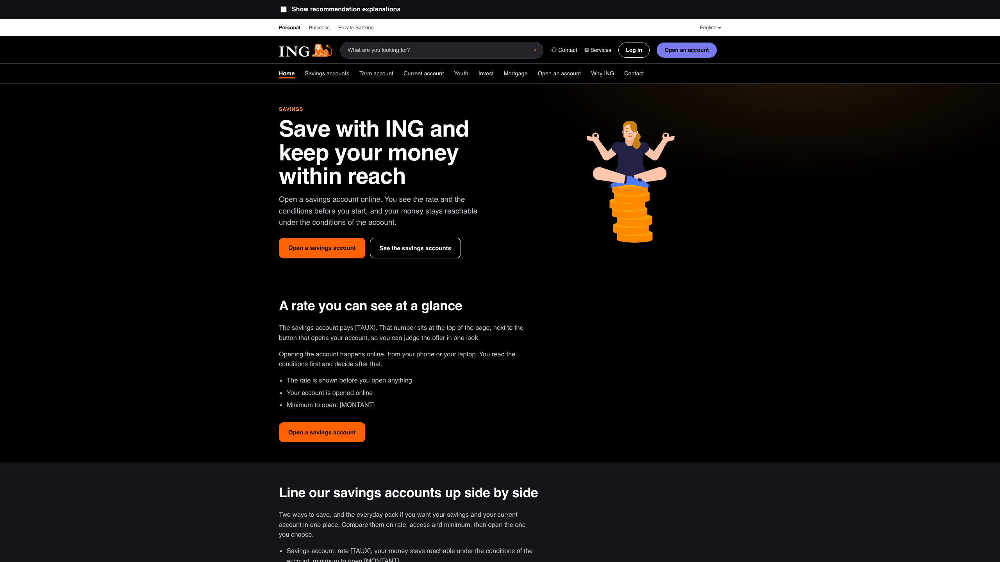 Show recommendation explanations
Personal Business Private Banking English
ING What are you looking for? Contact Services Log in Open an account
Home Savings accounts Term account Current account Youth Invest Mortgage Open an account Why ING Contact
SAVINGS
Save with ING and
keep your money
within reach
Open a savings account online. You see the rate and the
conditions before you start, and your money stays reachable
under the conditions of the account.
Open a savings account See the savings accounts
A rate you can see at a glance
The savings account pays [TAUX]. That number sits at the top of the page, next to the
button that opens your account, so you can judge the offer in one look.
Opening the account happens online, from your phone or your laptop. You read the
conditions first and decide after that.
The rate is shown before you open anything
Your account is opened online
Minimum to open: [MONTANT]
Open a savings account
Line our savings accounts up side by side
Two ways to save, and the everyday pack if you want your savings and your current
account in one place. Compare them on rate, access and minimum, then open the one
you choose.
Savings account: rate [TAUX], your money stays reachable under the conditions of the
account, minimum to open [MONTANT]